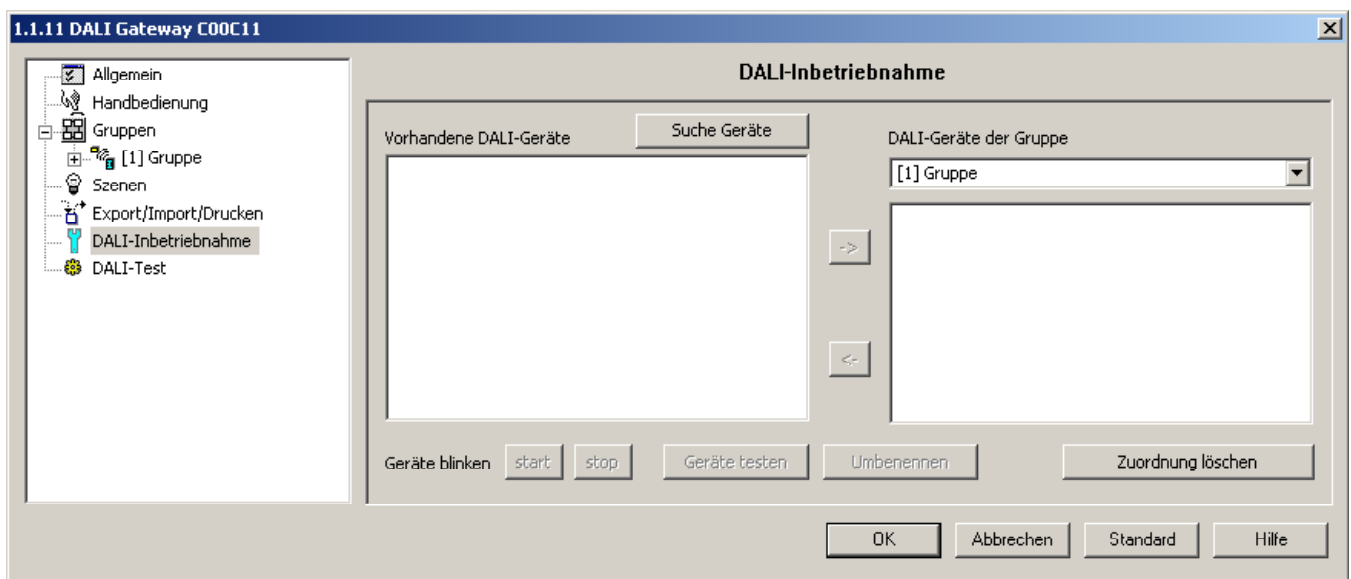 1.1.11 DALI Gateway C00C11
Allgemein
Handbedienung
Gruppen
[1] Gruppe
Szenen
Export/Import/Drucken
DALI-Inbetriebnahme
DALI-Test
DALI-Inbetriebnahme
Vorhandene DALI-Geräte
Suche Geräte
DALI-Geräte der Gruppe
[1] Gruppe
->
<-
Geräte blinken
start
stop
Geräte testen
Umbenennen
Zuordnung löschen
OK
Abbrechen
Standard
Hilfe